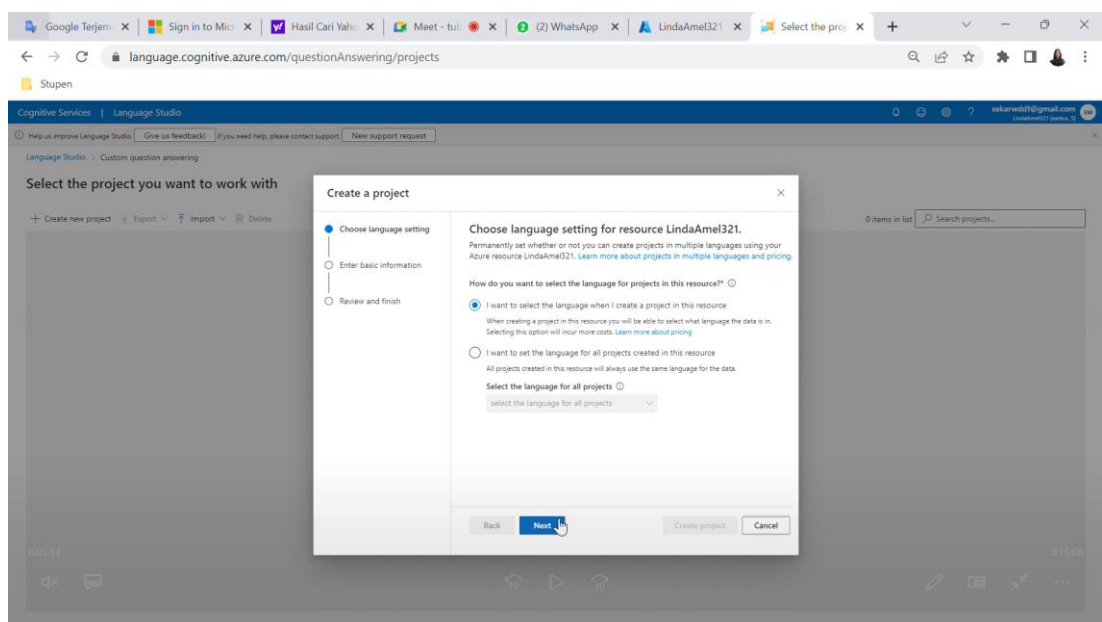 Google Terjem
Sign in to Micr
Hasil Cari Yaho
Meet - tub
(2) WhatsApp
LindaAmel321
Select the proj
language.cognitive.azure.com/questionAnswering/projects
Stupen
Cognitive Services | Language Studio
sekarwdd1@gmail.com
LindaAmel321 (eastus, S)
Help us improve Language Studio. Give us feedback! If you need help, please contact support. New support request
Language Studio > Custom question answering
Select the project you want to work with
+ Create new project Export Import Delete
0 items in list Search projects...
Create a project
Choose language setting
Enter basic information
Review and finish
Choose language setting for resource LindaAmel321.
Permanently set whether or not you can create projects in multiple languages using your
Azure resource LindaAmel321. Learn more about projects in multiple languages and pricing.
How do you want to select the language for projects in this resource?*
I want to select the language when I create a project in this resource
When creating a project in this resource you will be able to select what language the data is in.
Selecting this option will incur more costs. Learn more about pricing
I want to set the language for all projects created in this resource
All projects created in this resource will always use the same language for the data.
Select the language for all projects
select the language for all projects
Back Next Create project Cancel
0:05:14
10 30